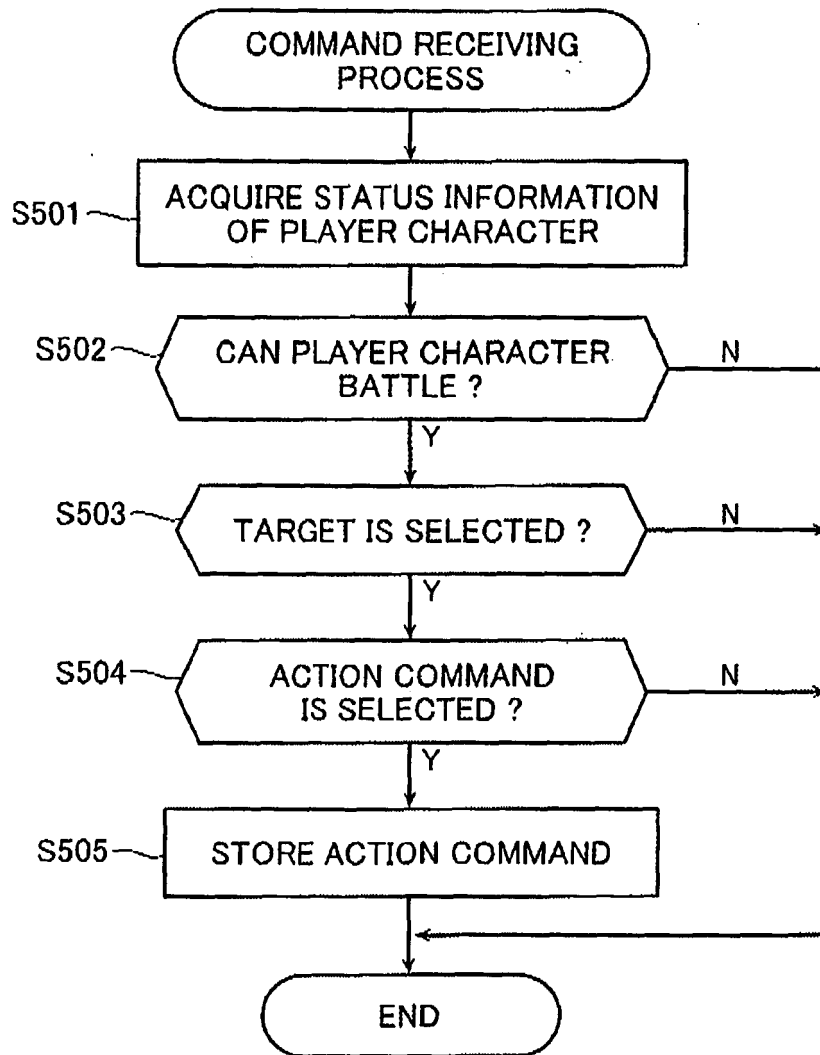 COMMAND RECEIVING
PROCESS
S501
ACQUIRE STATUS INFORMATION
OF PLAYER CHARACTER
S502
CAN PLAYER CHARACTER
BATTLE ?
N
Y
S503
TARGET IS SELECTED ?
N
Y
S504
ACTION COMMAND
IS SELECTED ?
N
Y
S505
STORE ACTION COMMAND
END